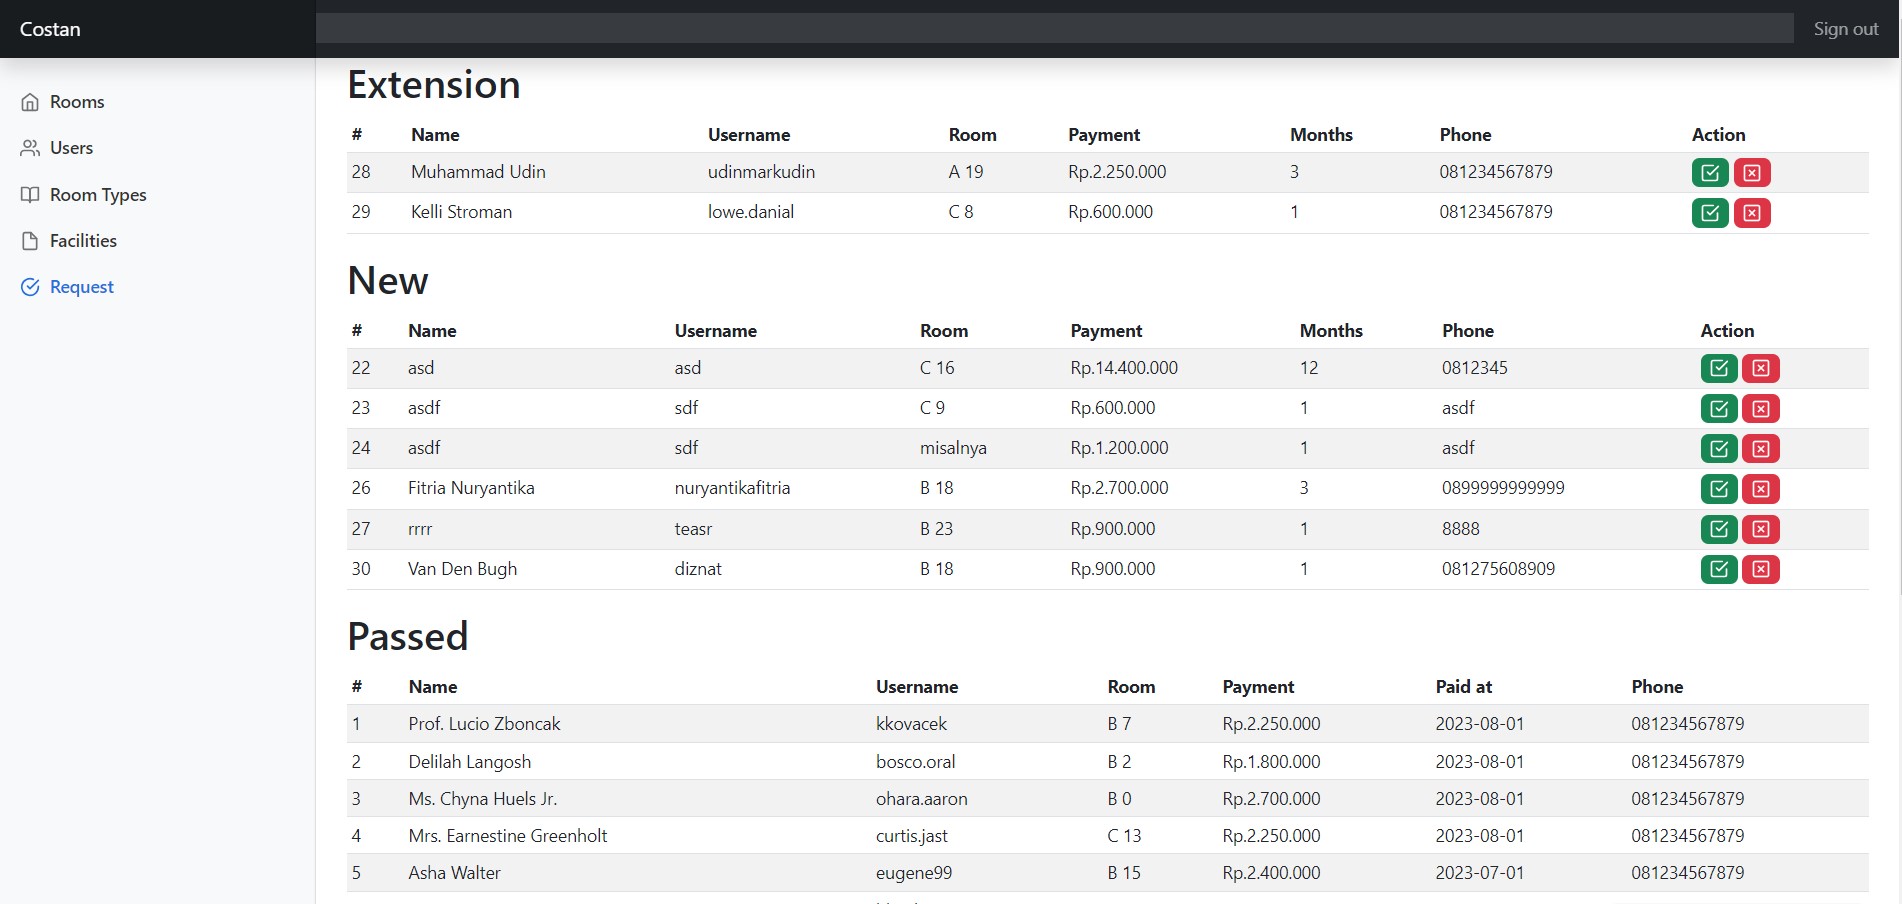 Costan
Sign out
Rooms
Users
Room Types
Facilities
Request
Extension
# Name Username Room Payment Months Phone Action
28 Muhammad Udin udinmarkudin A 19 Rp.2.250.000 3 081234567879
29 Kelli Stroman lowe.danial C 8 Rp.600.000 1 081234567879
New
# Name Username Room Payment Months Phone Action
22 asd asd C 16 Rp.14.400.000 12 0812345
23 asdf sdf C 9 Rp.600.000 1 asdf
24 asdf sdf misalnya Rp.1.200.000 1 asdf
26 Fitria Nuryantika nuryantikafitria B 18 Rp.2.700.000 3 0899999999999
27 rrrr teasr B 23 Rp.900.000 1 8888
30 Van Den Bugh diznat B 18 Rp.900.000 1 081275608909
Passed
# Name Username Room Payment Paid at Phone
1 Prof. Lucio Zboncak kkovacek B 7 Rp.2.250.000 2023-08-01 081234567879
2 Delilah Langosh bosco.oral B 2 Rp.1.800.000 2023-08-01 081234567879
3 Ms. Chyna Huels Jr. ohara.aaron B 0 Rp.2.700.000 2023-08-01 081234567879
4 Mrs. Earnestine Greenholt curtis.jast C 13 Rp.2.250.000 2023-08-01 081234567879
5 Asha Walter eugene99 B 15 Rp.2.400.000 2023-07-01 081234567879